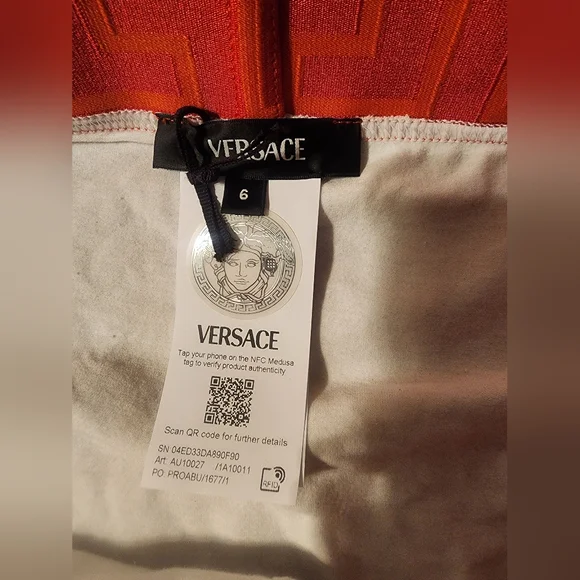 VERSACE
6
VERSACE
Tap your phone on the NFC Medusa
tag to verify product authenticity
Scan QR code for further details
SN 04ED33DA890F90
Art. AU10027 /1A10011
PO: PROABU/1677/1
RFID